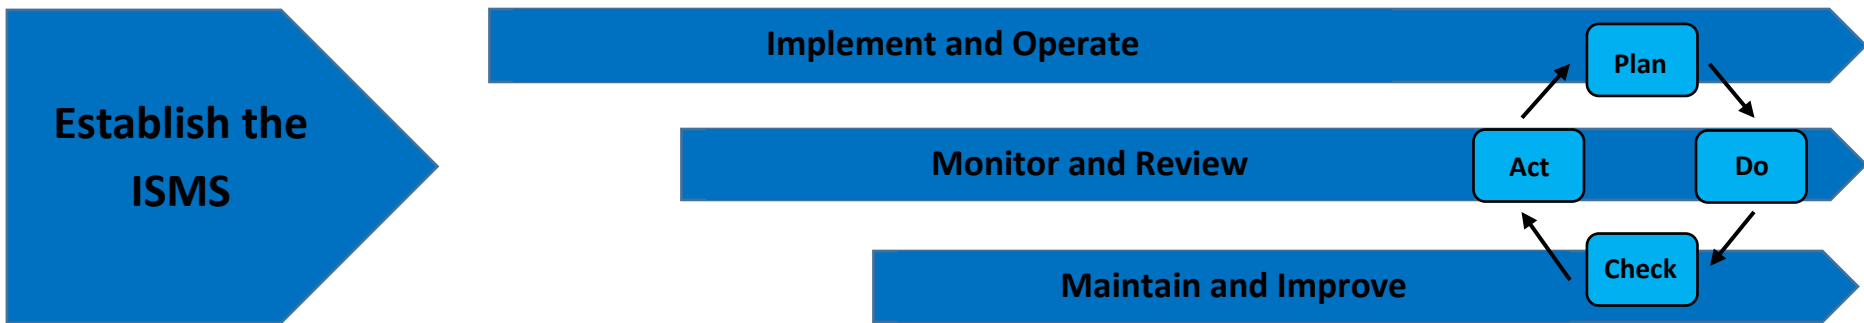 Establish the
ISMS
Implement and Operate
Monitor and Review
Maintain and Improve
Plan
Do
Check
Act